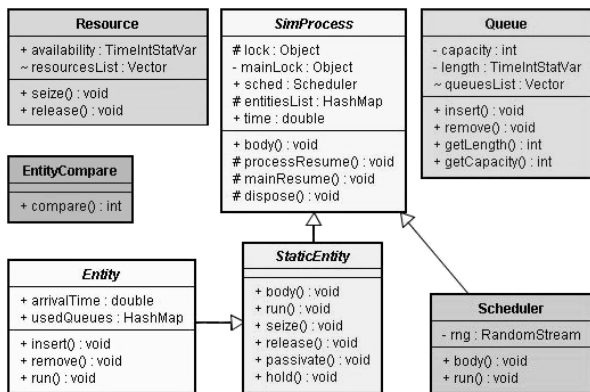 Resource
+ availability : TimeIntStatVar
~ resourcesList : Vector
+ seize() : void
+ release() : void
SimProcess
# lock : Object
- mainLock : Object
+ sched : Scheduler
# entitiesList : HashMap
+ time : double
+ body() : void
# processResume() : void
# mainResume() : void
# dispose() : void
Queue
- capacity : int
- length : TimeIntStatVar
~ queuesList : Vector
+ insert() : void
+ remove() : void
+ getLength() : int
+ getCapacity() : int
EntityCompare
+ compare() : int
Entity
+ arrivalTime : double
+ usedQueues : HashMap
+ insert() : void
+ remove() : void
+ run() : void
StaticEntity
+ body() : void
+ run() : void
+ seize() : void
+ release() : void
+ passivate() : void
+ hold() : void
Scheduler
- rng : RandomStream
+ body() : void
+ run() : void